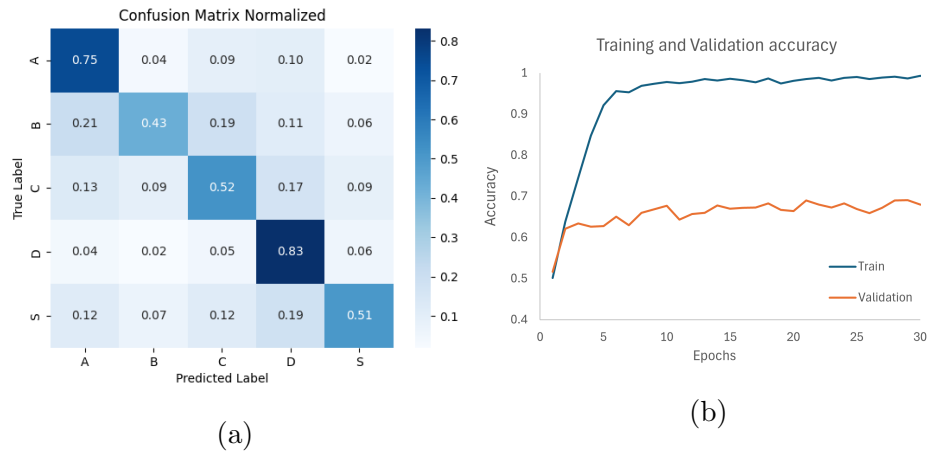 Confusion Matrix Normalized
True Label
A 0.75 0.04 0.09 0.10 0.02
B 0.21 0.43 0.19 0.11 0.06
C 0.13 0.09 0.52 0.17 0.09
D 0.04 0.02 0.05 0.83 0.06
S 0.12 0.07 0.12 0.19 0.51
A B C D S
Predicted Label
0.8
0.7
0.6
0.5
0.4
0.3
0.2
0.1
(a)
Training and Validation accuracy
Accuracy
1
0.9
0.8
0.7
0.6
0.5
0.4
Train
Validation
0 5 10 15 20 25 30
Epochs
(b)